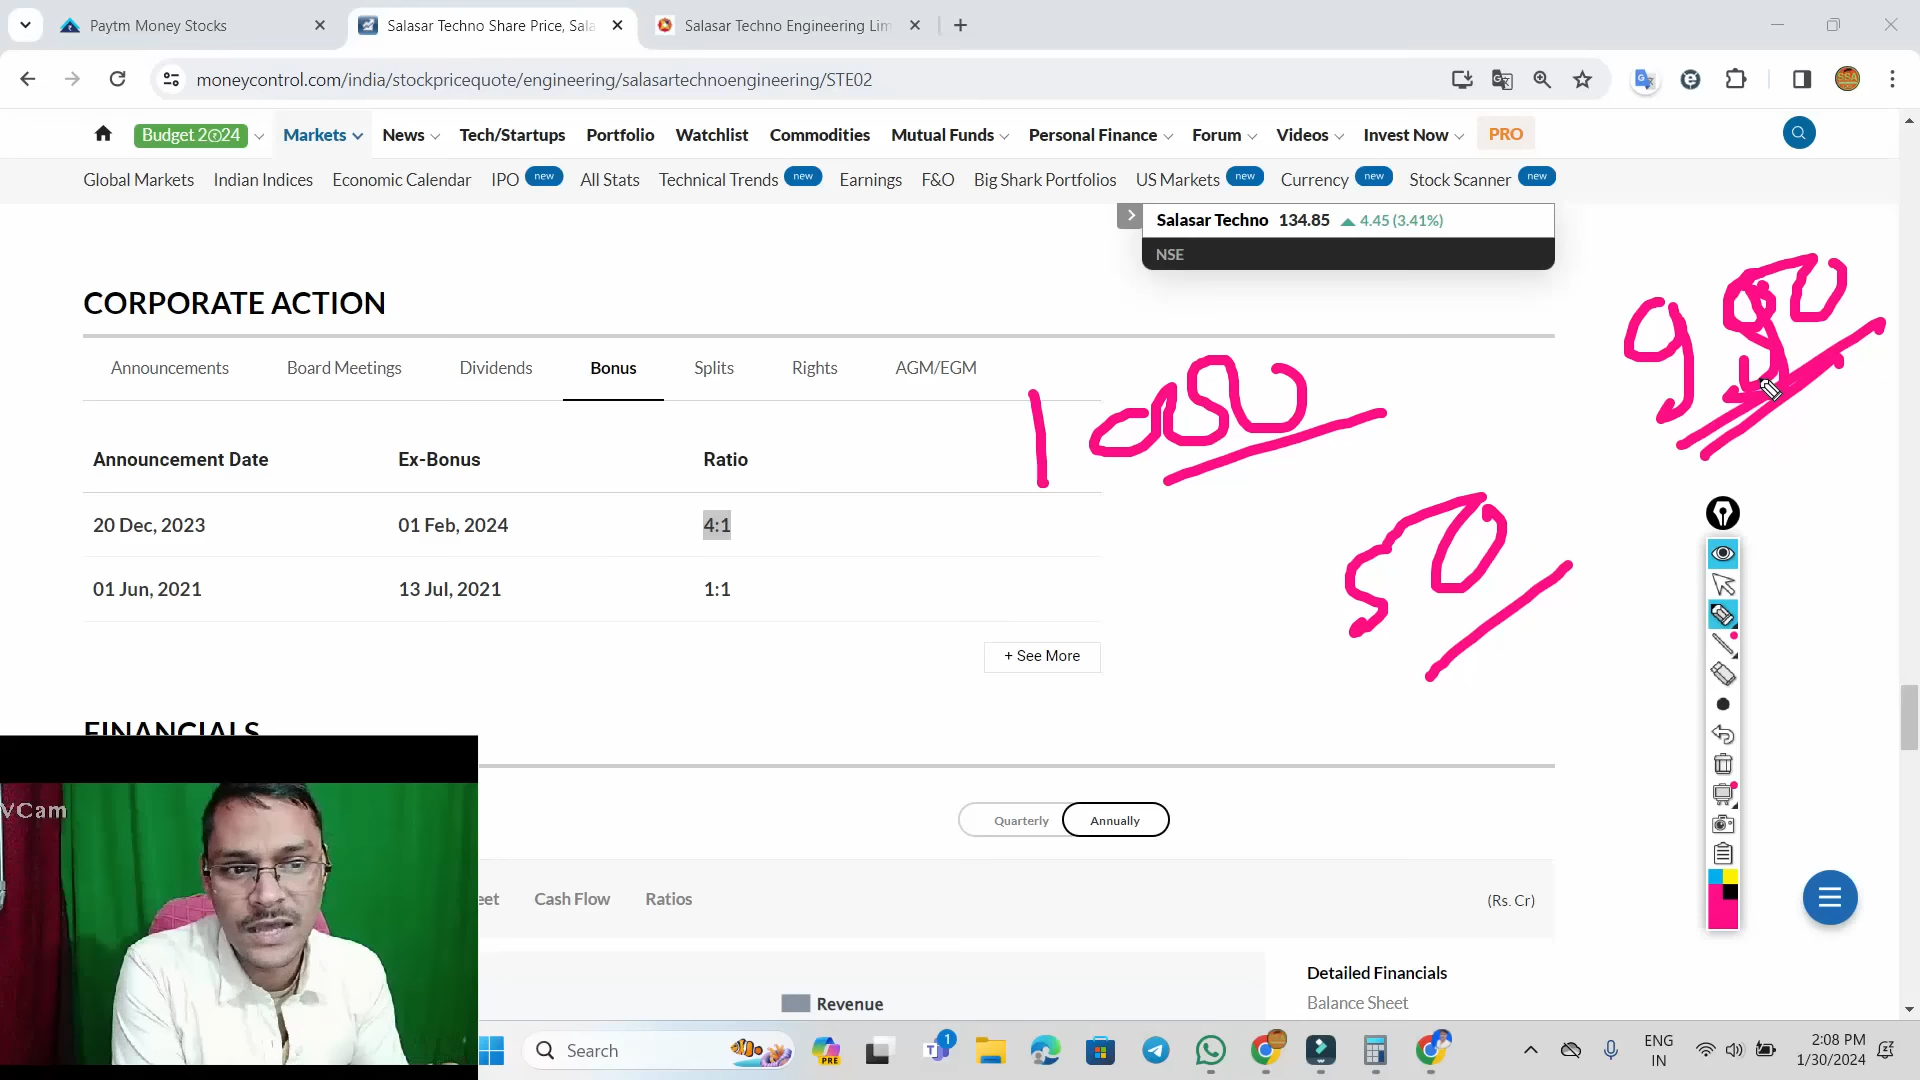 Paytm Money Stocks
Salasar Techno Share Price, Sala
Salasar Techno Engineering Lim
moneycontrol.com/india/stockpricequote/engineering/salasartechnoengineering/STE02
Budget 2024 Markets News Tech/Startups Portfolio Watchlist Commodities Mutual Funds Personal Finance Forum Videos Invest Now PRO
Global Markets Indian Indices Economic Calendar IPO new All Stats Technical Trends new Earnings F&O Big Shark Portfolios US Markets new Currency new Stock Scanner new
Salasar Techno 134.85 4.45 (3.41%)
NSE
CORPORATE ACTION
Announcements Board Meetings Dividends Bonus Splits Rights AGM/EGM
Announcement Date Ex-Bonus Ratio
20 Dec, 2023 01 Feb, 2024 4:1
01 Jun, 2021 13 Jul, 2021 1:1
50
+ See More
FINANCIALS
VCam
Quarterly Annually
eet Cash Flow Ratios (Rs. Cr)
Revenue
Detailed Financials
Balance Sheet
Search
PRE
1
ENG
IN
2:08 PM
1/30/2024